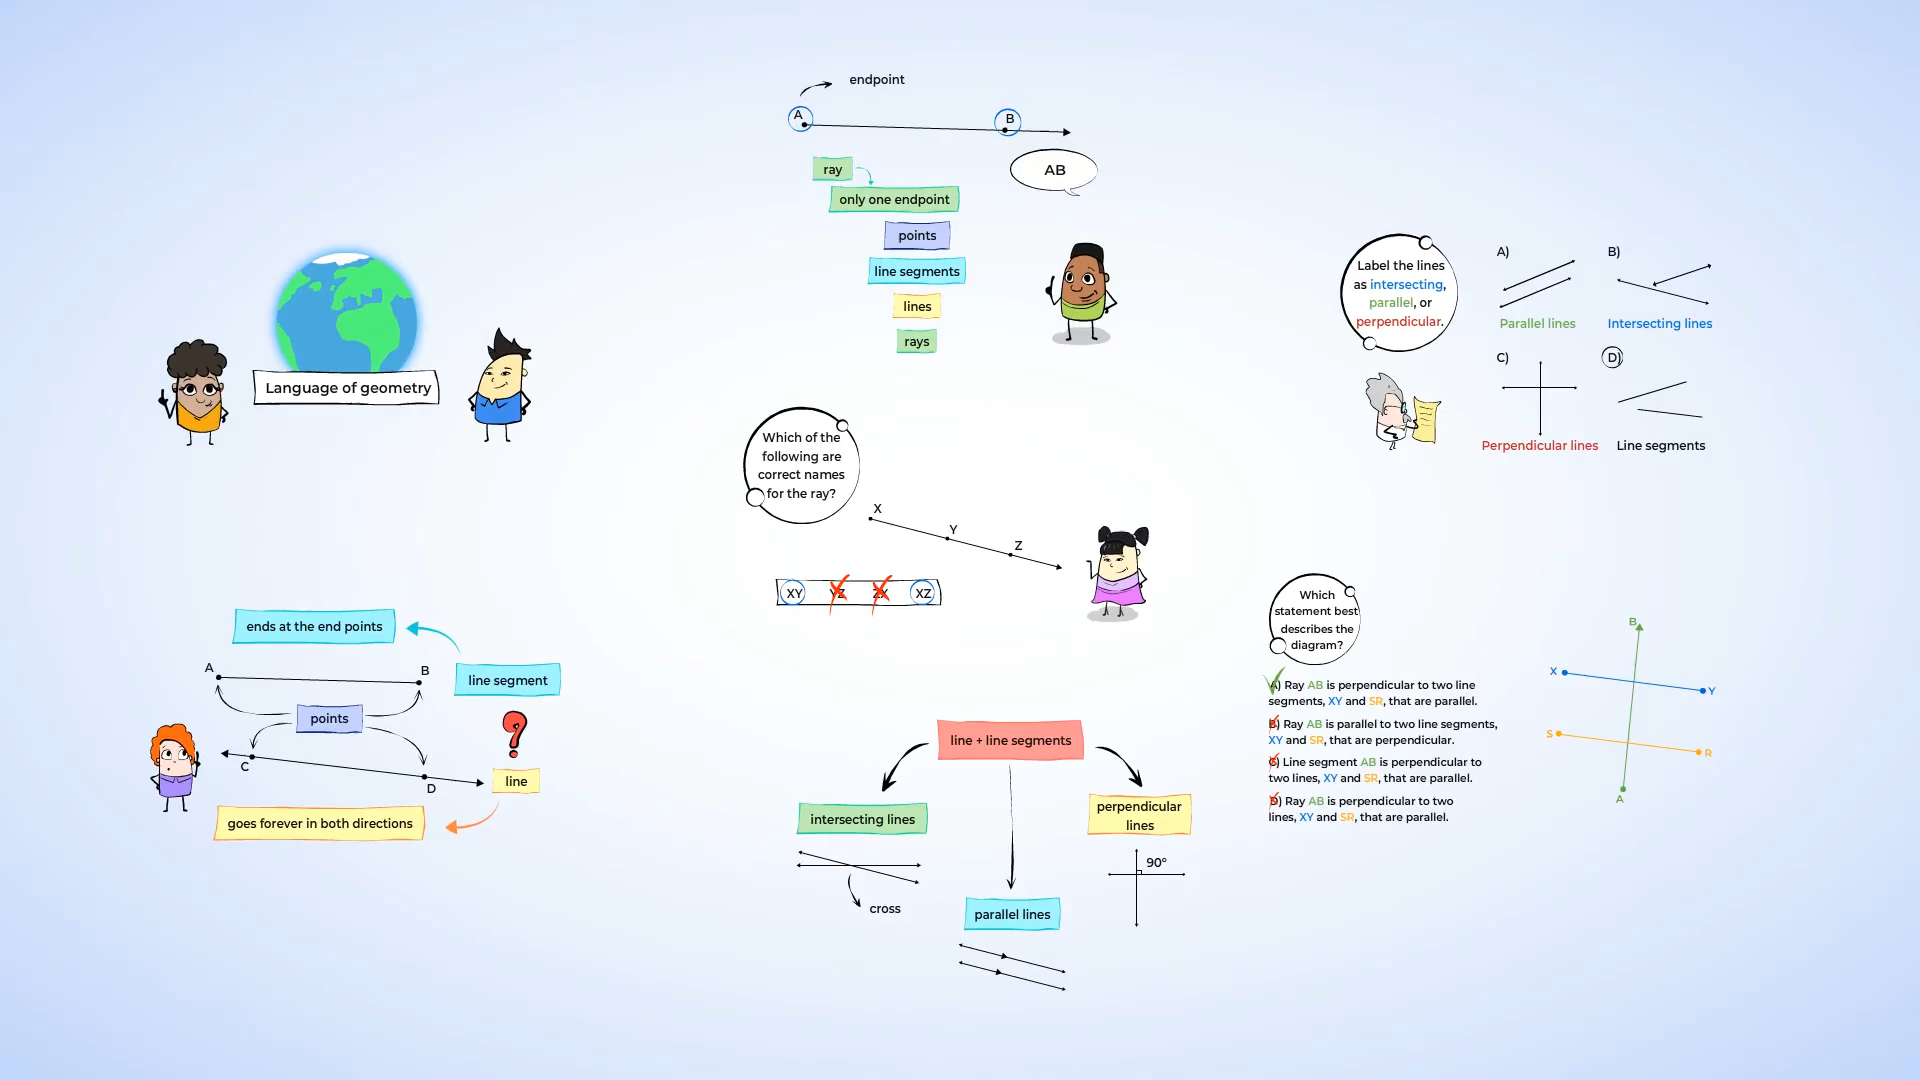 Language of geometry
ends at the end points
A
B
line segment
points
C
D
line
goes forever in both directions
endpoint
A
B
ray
AB
only one endpoint
points
line segments
lines
rays
Which of the
following are
correct names
for the ray?
X
Y
Z
XY YZ ZX XZ
line + line segments
intersecting lines
perpendicular
lines
90°
cross
parallel lines
Label the lines
as intersecting,
parallel, or
perpendicular.
A)
B)
Parallel lines
Intersecting lines
C)
D)
Perpendicular lines
Line segments
Which
statement best
describes the
diagram?
A) Ray AB is perpendicular to two line
segments, XY and SR, that are parallel.
B) Ray AB is parallel to two line segments,
XY and SR, that are perpendicular.
C) Line segment AB is perpendicular to
two lines, XY and SR, that are parallel.
D) Ray AB is perpendicular to two
lines, XY and SR, that are parallel.
B
X
Y
S
R
A